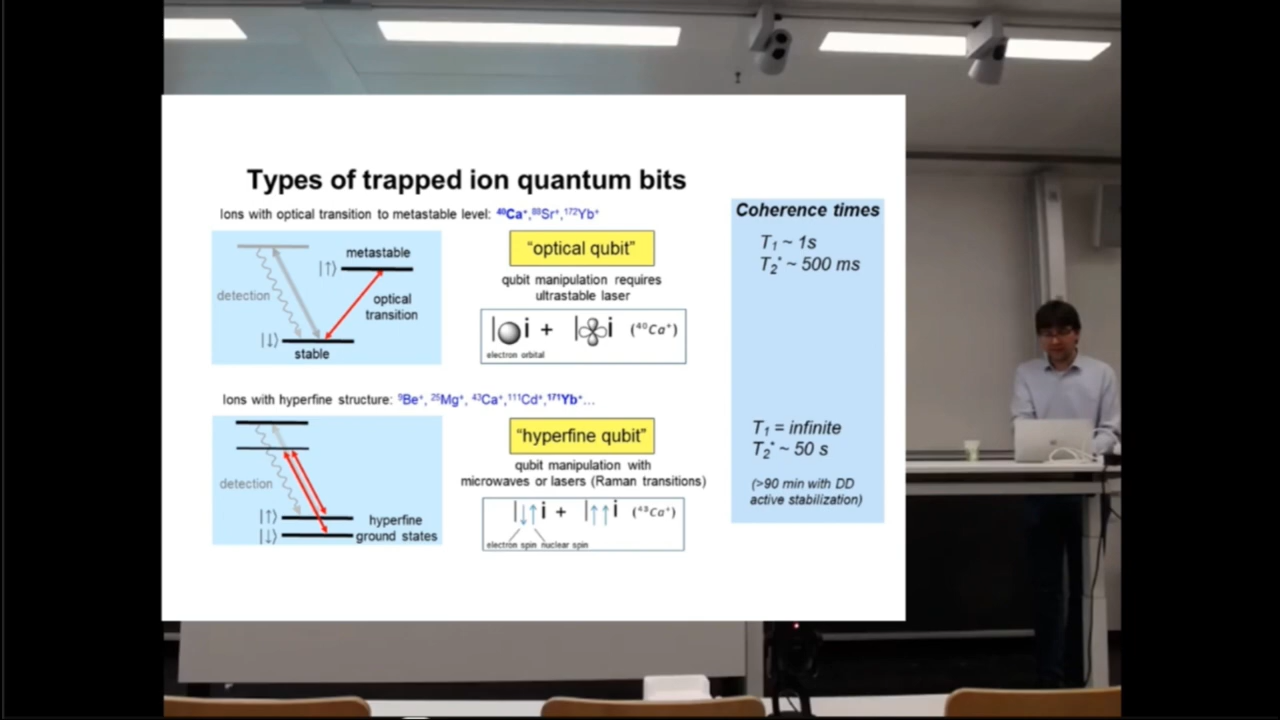 Types of trapped ion quantum bits
Ions with optical transition to metastable level: ⁴⁰Ca⁺,⁸⁸Sr⁺,¹⁷²Yb⁺
metastable
|↑⟩
detection
optical
transition
|↓⟩
stable
"optical qubit"
qubit manipulation requires
ultrastable laser
| i + | i (⁴⁰Ca⁺)
electron orbital
Coherence times
T₁ ~ 1s
T₂* ~ 500 ms
Ions with hyperfine structure: ⁹Be⁺, ²⁵Mg⁺, ⁴³Ca⁺,¹¹¹Cd⁺,¹⁷¹Yb⁺...
detection
|↑⟩
|↓⟩
hyperfine
ground states
"hyperfine qubit"
qubit manipulation with
microwaves or lasers (Raman transitions)
|↓↑i + |↑↑i (⁴³Ca⁺)
electron spin nuclear spin
T₁ = infinite
T₂* ~ 50 s
(>90 min with DD
active stabilization)